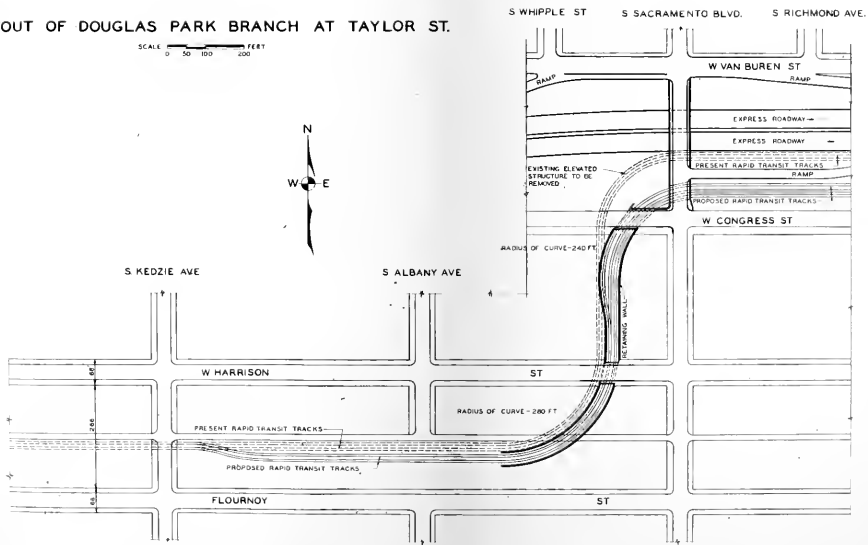 OUT OF DOUGLAS PARK BRANCH AT TAYLOR ST.
S WHIPPLE ST
S SACRAMENTO BLVD.
S RICHMOND AVE.
SCALE
FEET
0 50 100 200
W VAN BUREN ST
RAMP
RAMP
EXPRESS ROADWAY
EXPRESS ROADWAY
N
W E
EXISTING ELEVATED
STRUCTURE TO BE
REMOVED
PRESENT RAPID TRANSIT TRACKS
RAMP
PROPOSED RAPID TRANSIT TRACKS
W CONGRESS ST
RADIUS OF CURVE-240 FT.
S KEDZIE AVE
S ALBANY AVE
RETAINING WALL
W HARRISON ST
66
RADIUS OF CURVE-280 FT
266
PRESENT RAPID TRANSIT TRACKS
PROPOSED RAPID TRANSIT TRACKS
66
FLOURNOY ST